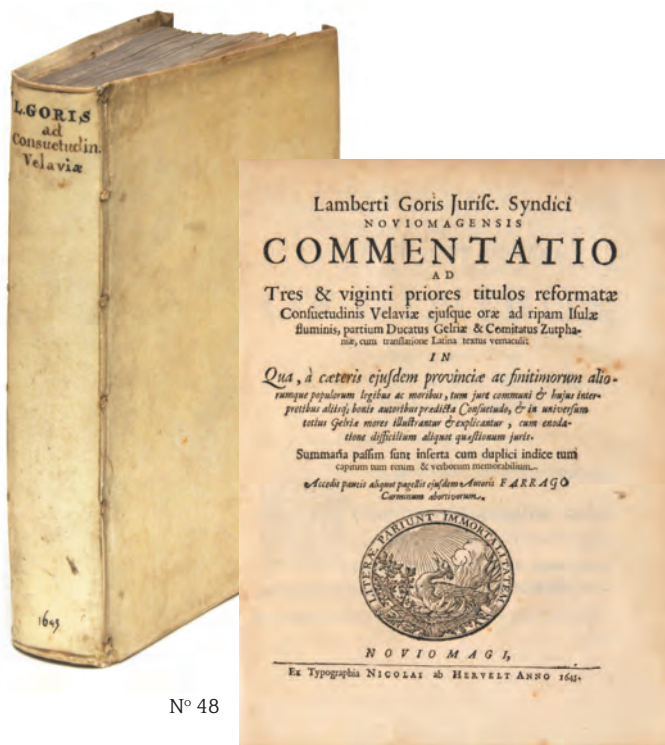 L. GORIS
ad
Consuetudin.
Velaviæ
1645
Lamberti Goris Juriſc. Syndici
NOVIOMAGENSIS
COMMENTATIO
AD
Tres & viginti priores titulos reformatæ
Conſuetudinis Velaviæ ejuſque oræ ad ripam Iſulæ
fluminis, partium Ducatus Gelriæ & Comitatus Zutpha-
niæ, cum tranſlatione Latina textus vernaculi:
IN
Qua, à cæteris ejuſdem provinciæ ac finitimorum alio-
rumque populorum legibus ac moribus, tum jure communi & hujus inter-
pretibus aliiſq; bonis autoribus prædicta Conſuetudo, & in universum
totius Gelriæ mores illuſtrantur & explicantur, cum enoda-
tione difficilium aliquot quæſtionum juris.
Summaria paſſim ſunt inſerta cum duplici indice tum
capitum tum rerum & verborum memorabilium.
Accedit paucis aliquot pagellis ejuſdem Autoris FARRAGO
Carminum abortivorum.
LITERÆ PARIUNT IMMORTALITATEM
NOVIOMAGI,
Ex Typographia NICOLAI ab HERVELT ANNO 1645.
Nº 48